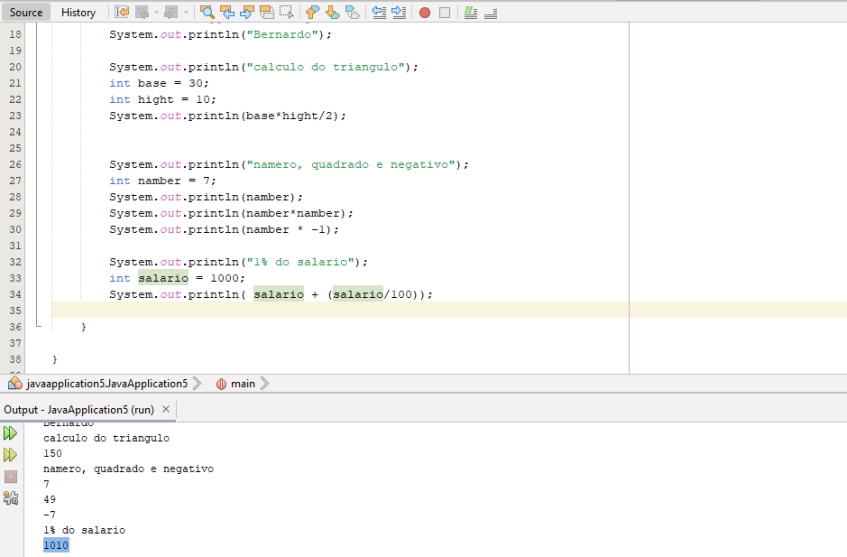 Source History
18 System.out.println("Bernardo");
19
20 System.out.println("calculo do triangulo");
21 int base = 30;
22 int hight = 10;
23 System.out.println(base*hight/2);
24
25
26 System.out.println("namero, quadrado e negativo");
27 int namber = 7;
28 System.out.println(namber);
29 System.out.println(namber*namber);
30 System.out.println(namber * -1);
31
32 System.out.println("1% do salario");
33 int salario = 1000;
34 System.out.println( salario + (salario/100));
35
36 }
37
38 }
javaapplication5.JavaApplication5 main
Output - JavaApplication5 (run) ×
Bernardo
calculo do triangulo
150
namero, quadrado e negativo
7
49
-7
1% do salario
1010